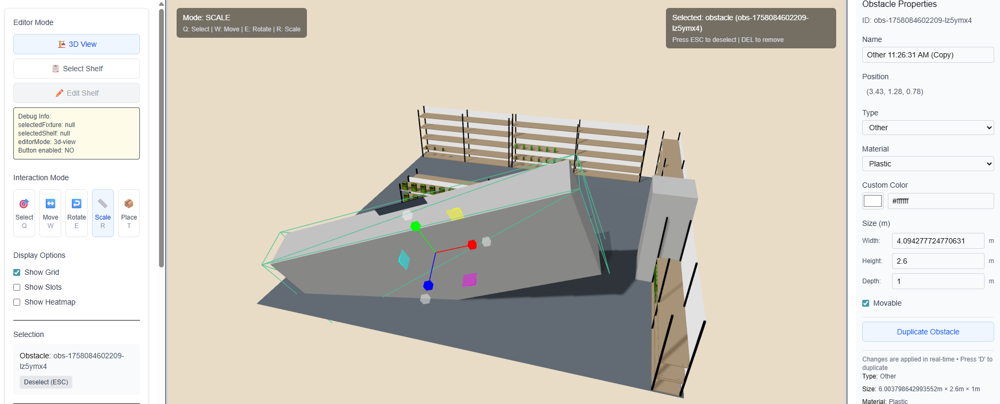 Editor Mode
3D View
Select Shelf
Edit Shelf
Debug Info:
selectedFixture: null
selectedShelf: null
editorMode: 3d-view
Button enabled: NO
Interaction Mode
Select
Q
Move
W
Rotate
E
Scale
R
Place
T
Display Options
Show Grid
Show Slots
Show Heatmap
Selection
Obstacle: obs-1758084602209-
lz5ymx4
Deselect (ESC)
Mode: SCALE
Q: Select | W: Move | E: Rotate | R: Scale
Selected: obstacle (obs-1758084602209-
lz5ymx4)
Press ESC to deselect | DEL to remove
Obstacle Properties
ID: obs-1758084602209-lz5ymx4
Name
Other 11:26:31 AM (Copy)
Position
(3.43, 1.28, 0.78)
Type
Other
Material
Plastic
Custom Color
#ffffff
Size (m)
Width: 4.094277724770631 m
Height: 2.6 m
Depth: 1 m
Movable
Duplicate Obstacle
Changes are applied in real-time • Press 'D' to
duplicate
Type: Other
Size: 6.003798642993552m × 2.6m × 1m
Material: Plastic